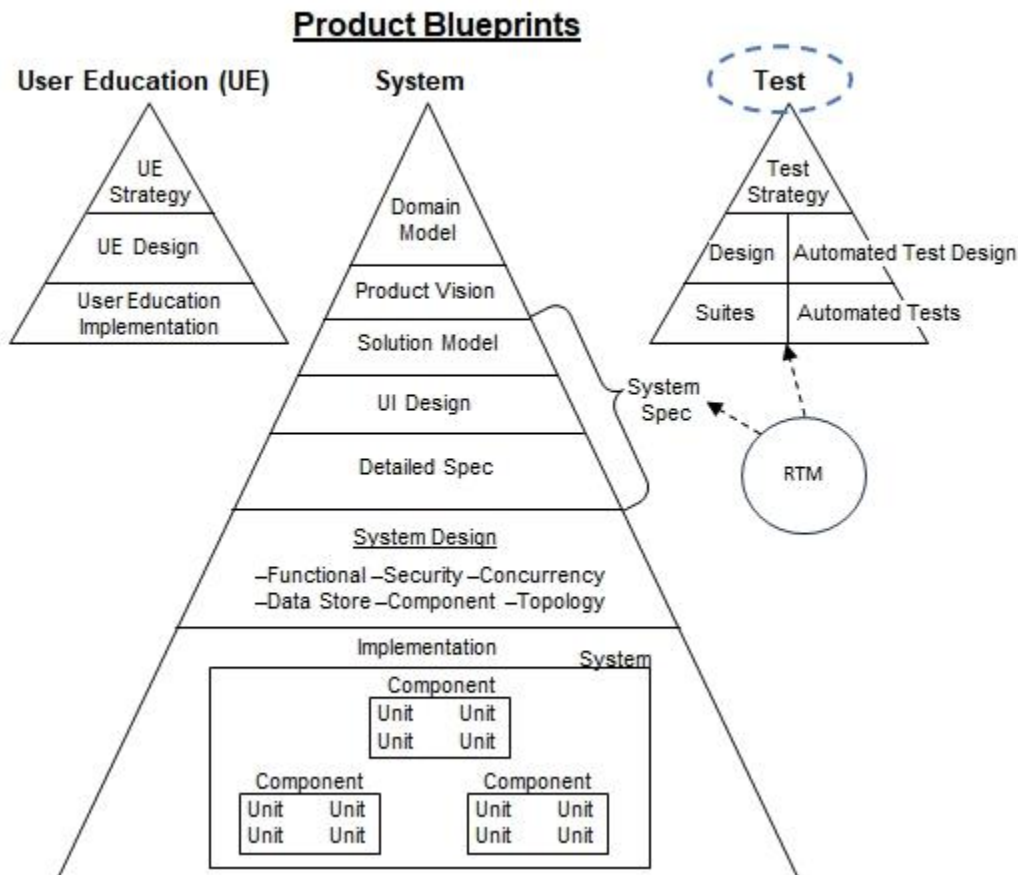 Product Blueprints
User Education (UE)
UE
Strategy
UE Design
User Education
Implementation
System
Domain
Model
Product Vision
Solution Model
UI Design
Detailed Spec
System Design
–Functional –Security –Concurrency
–Data Store –Component –Topology
Implementation
System
Component
Unit Unit
Unit Unit
Component
Unit Unit
Unit Unit
Component
Unit Unit
Unit Unit
System
Spec
Test
Test
Strategy
Design
Automated Test Design
Suites
Automated Tests
RTM